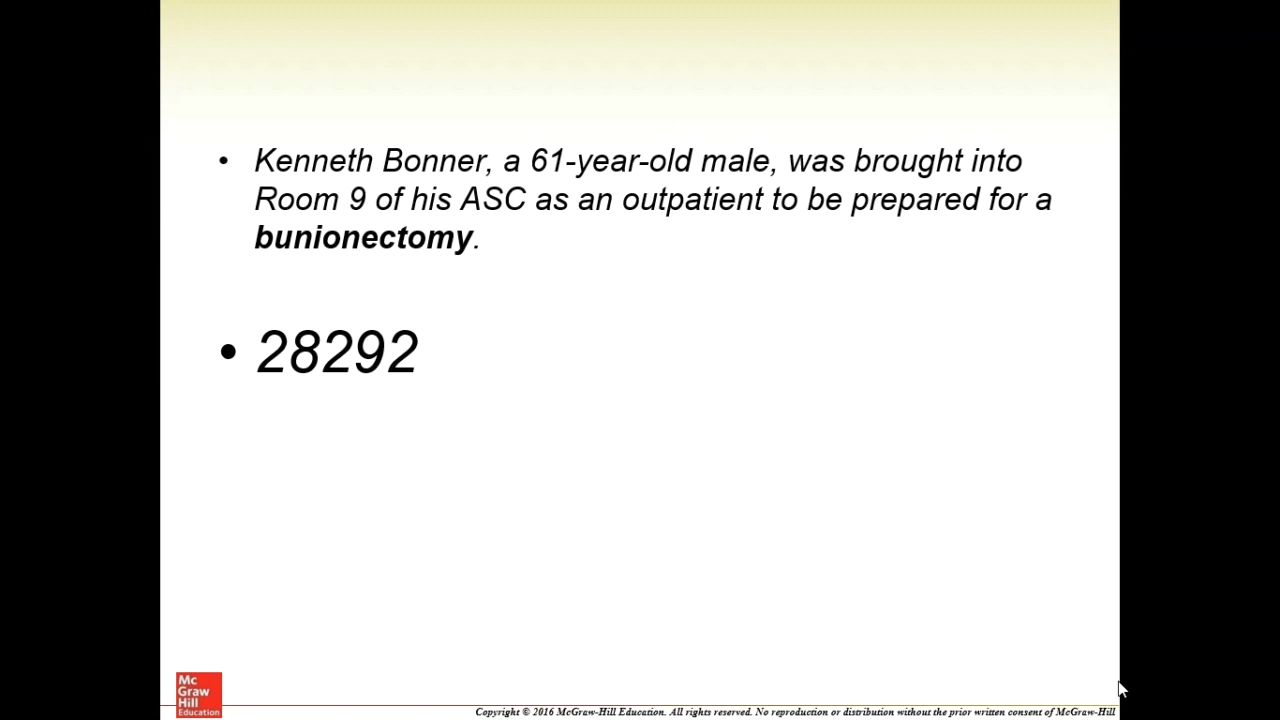 • Kenneth Bonner, a 61-year-old male, was brought into
Room 9 of his ASC as an outpatient to be prepared for a
bunionectomy.
• 28292
Mc
Graw
Hill
Education
Copyright © 2016 McGraw-Hill Education. All rights reserved. No reproduction or distribution without the prior written consent of McGraw-Hill